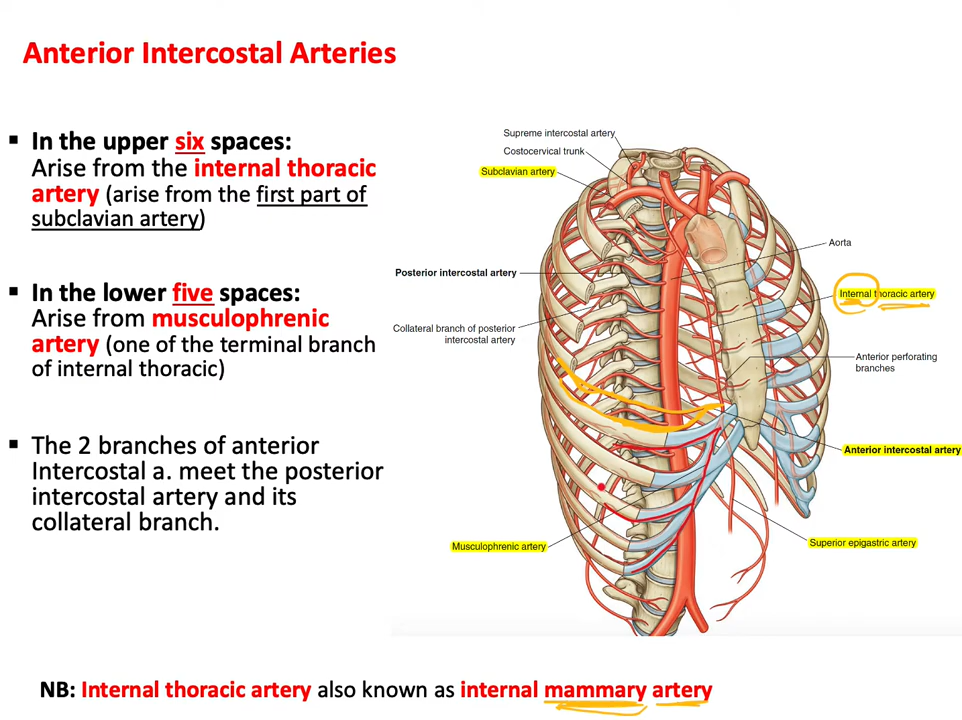 Anterior Intercostal Arteries
▪ In the upper six spaces:
Arise from the internal thoracic
artery (arise from the first part of
subclavian artery)
▪ In the lower five spaces:
Arise from musculophrenic
artery (one of the terminal branch
of internal thoracic)
▪ The 2 branches of anterior
Intercostal a. meet the posterior
intercostal artery and its
collateral branch.
Supreme intercostal artery
Costocervical trunk
Subclavian artery
Aorta
Posterior intercostal artery
Internal thoracic artery
Collateral branch of posterior
intercostal artery
Anterior perforating
branches
Anterior intercostal artery
Musculophrenic artery
Superior epigastric artery
NB: Internal thoracic artery also known as internal mammary artery